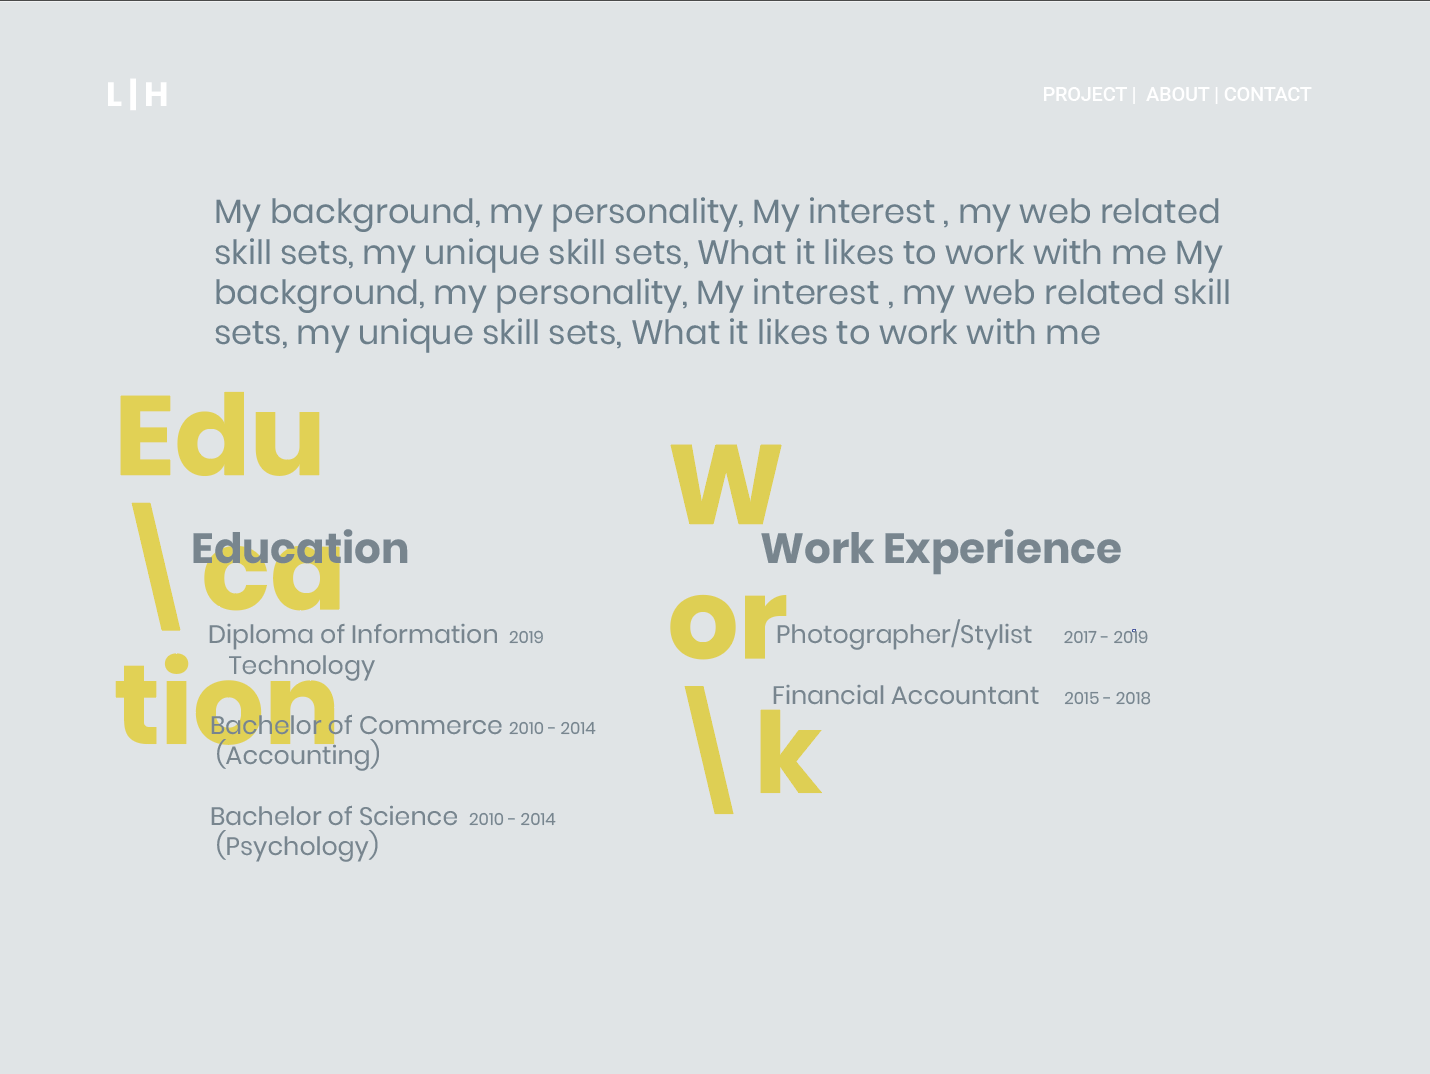 L | H
PROJECT | ABOUT | CONTACT
My background, my personality, My interest , my web related
skill sets, my unique skill sets, What it likes to work with me My
background, my personality, My interest , my web related skill
sets, my unique skill sets, What it likes to work with me
Edu
\ ca
tion
Education
Diploma of Information 2019
Technology
Bachelor of Commerce 2010 - 2014
(Accounting)
Bachelor of Science 2010 - 2014
(Psychology)
W
or
\ k
Work Experience
Photographer/Stylist 2017 - 2019
Financial Accountant 2015 - 2018